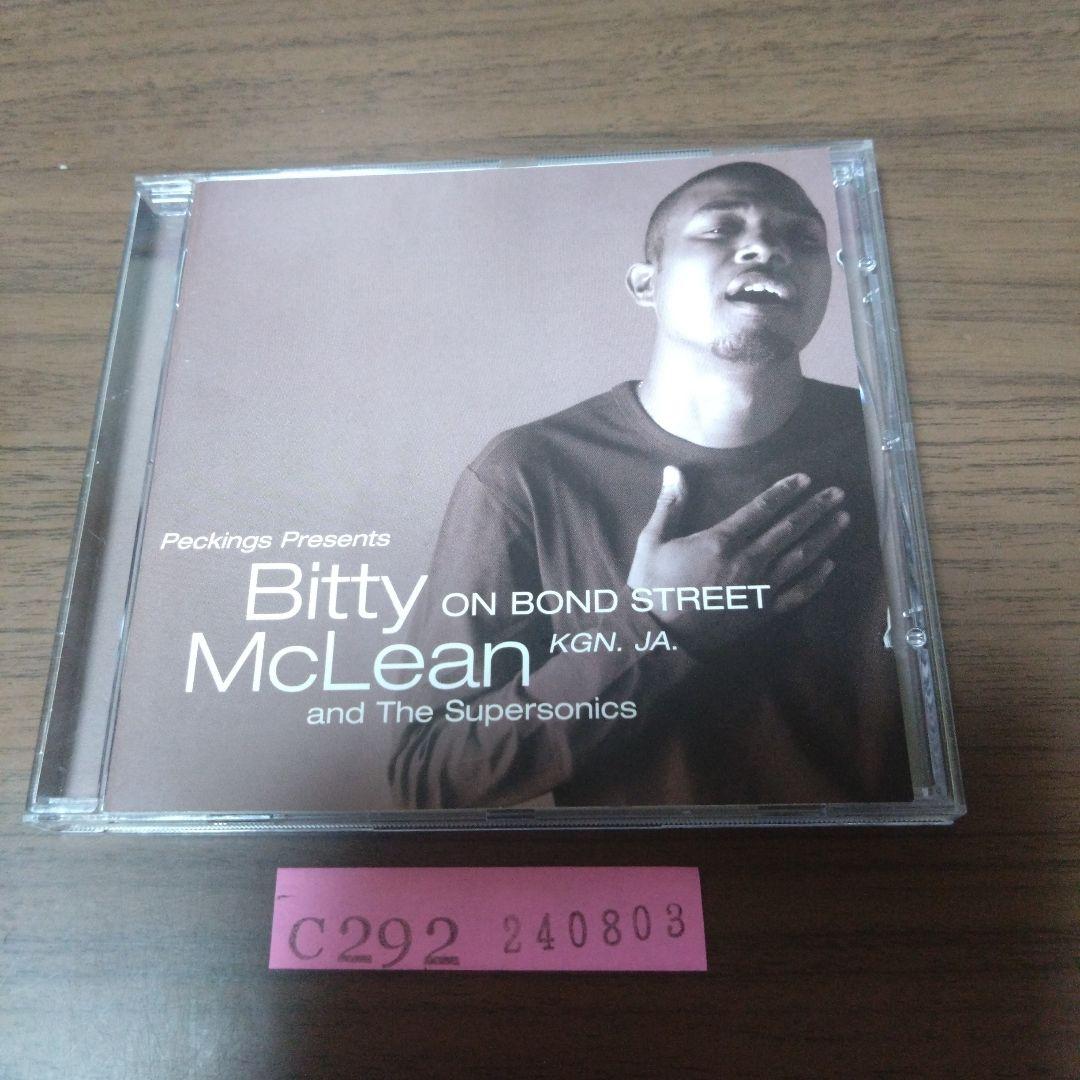 Peckings Presents
Bitty ON BOND STREET
McLean KGN. JA.
and The Supersonics
C292 240803